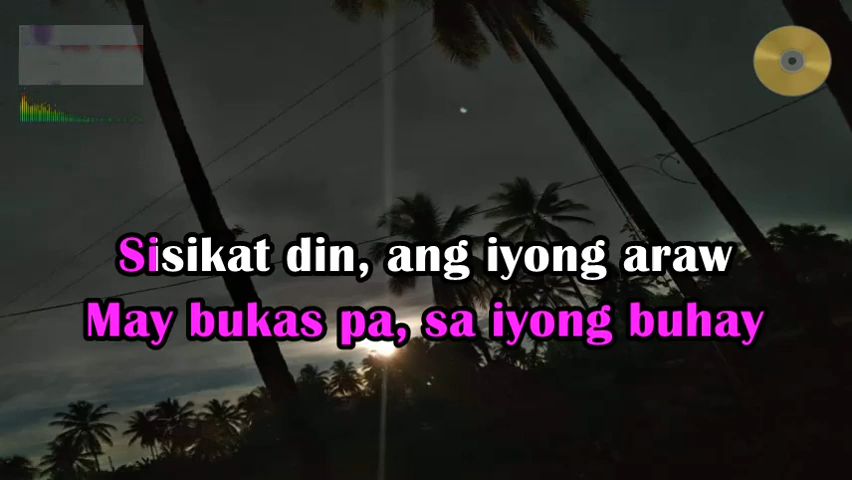 Sisikat din, ang iyong araw
May bukas pa, sa iyong buhay